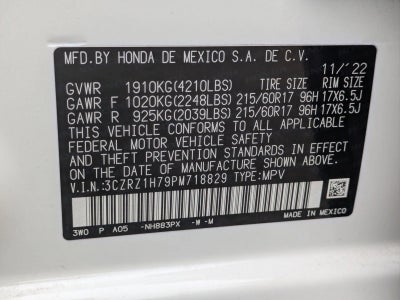 MFD.BY HONDA DE MEXICO S.A. DE C.V.
11/'22
GVWR 1910KG(4210LBS) TIRE SIZE RIM SIZE
GAWR F 1020KG(2248LBS) 215/60R17 96H 17X6.5J
GAWR R 925KG(2039LBS) 215/60R17 96H 17X6.5J
THIS VEHICLE CONFORMS TO ALL APPLICABLE
FEDERAL MOTOR VEHICLE SAFETY STANDARDS IN EFFECT
ON THE DATE OF MANUFACTURE SHOWN ABOVE.
V.I.N.:3CZRZ1H79PM718829 TYPE:MPV
3W0 P A05 -NH883PX -W-M MADE IN MEXICO